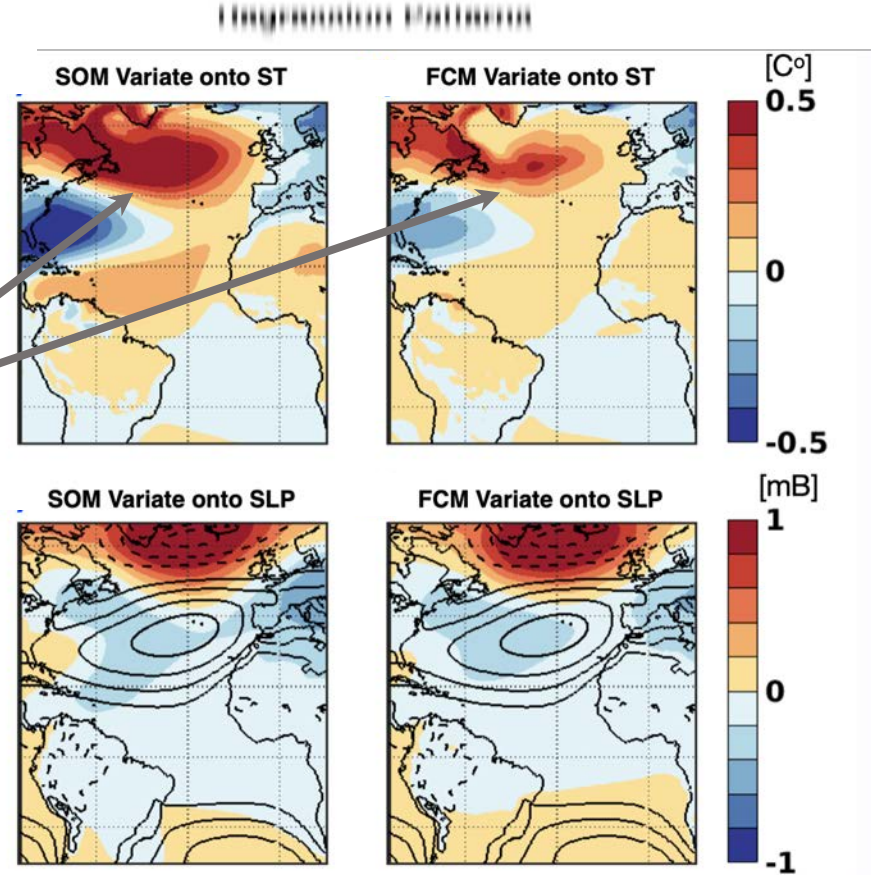 SOM Variate onto ST
FCM Variate onto ST
[Cº]
0.5
0
-0.5
SOM Variate onto SLP
FCM Variate onto SLP
[mB]
1
0
-1